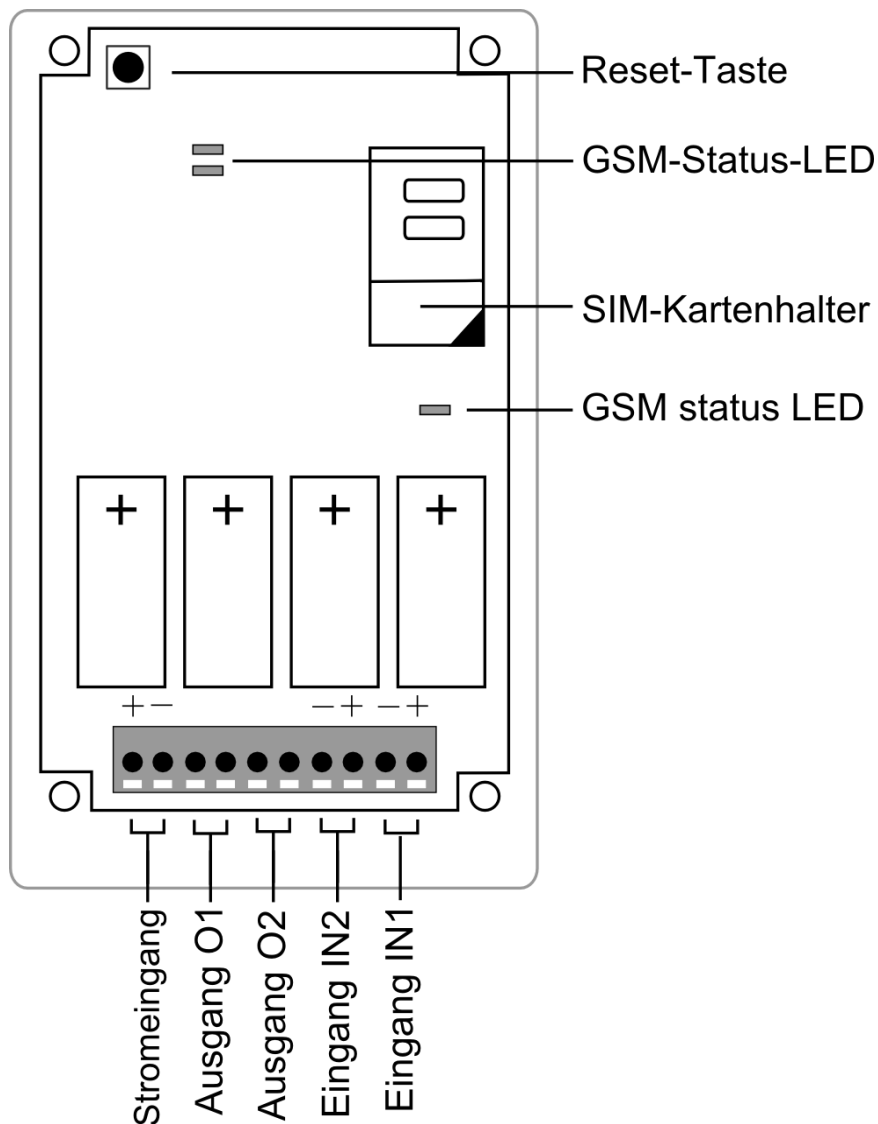 Reset-Taste
GSM-Status-LED
SIM-Kartenhalter
GSM status LED
+ + + +
+ − − + − +
Stromeingang
Ausgang O1
Ausgang O2
Eingang IN2
Eingang IN1